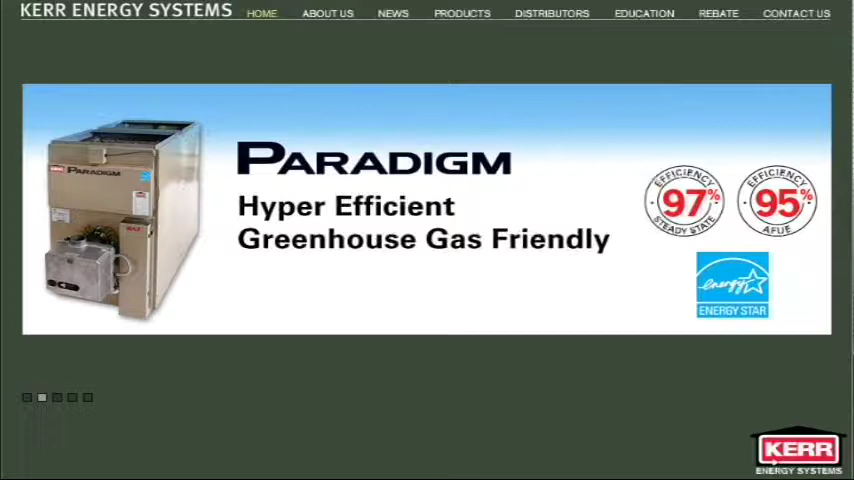 KERR ENERGY SYSTEMS
HOME ABOUT US NEWS PRODUCTS DISTRIBUTORS EDUCATION REBATE CONTACT US
PARADIGM
Hyper Efficient
Greenhouse Gas Friendly
EFFICIENCY
97%
STEADY STATE
EFFICIENCY
95%
AFUE
energy
ENERGY STAR
KERR PARADIGM
KERR
ENERGY SYSTEMS